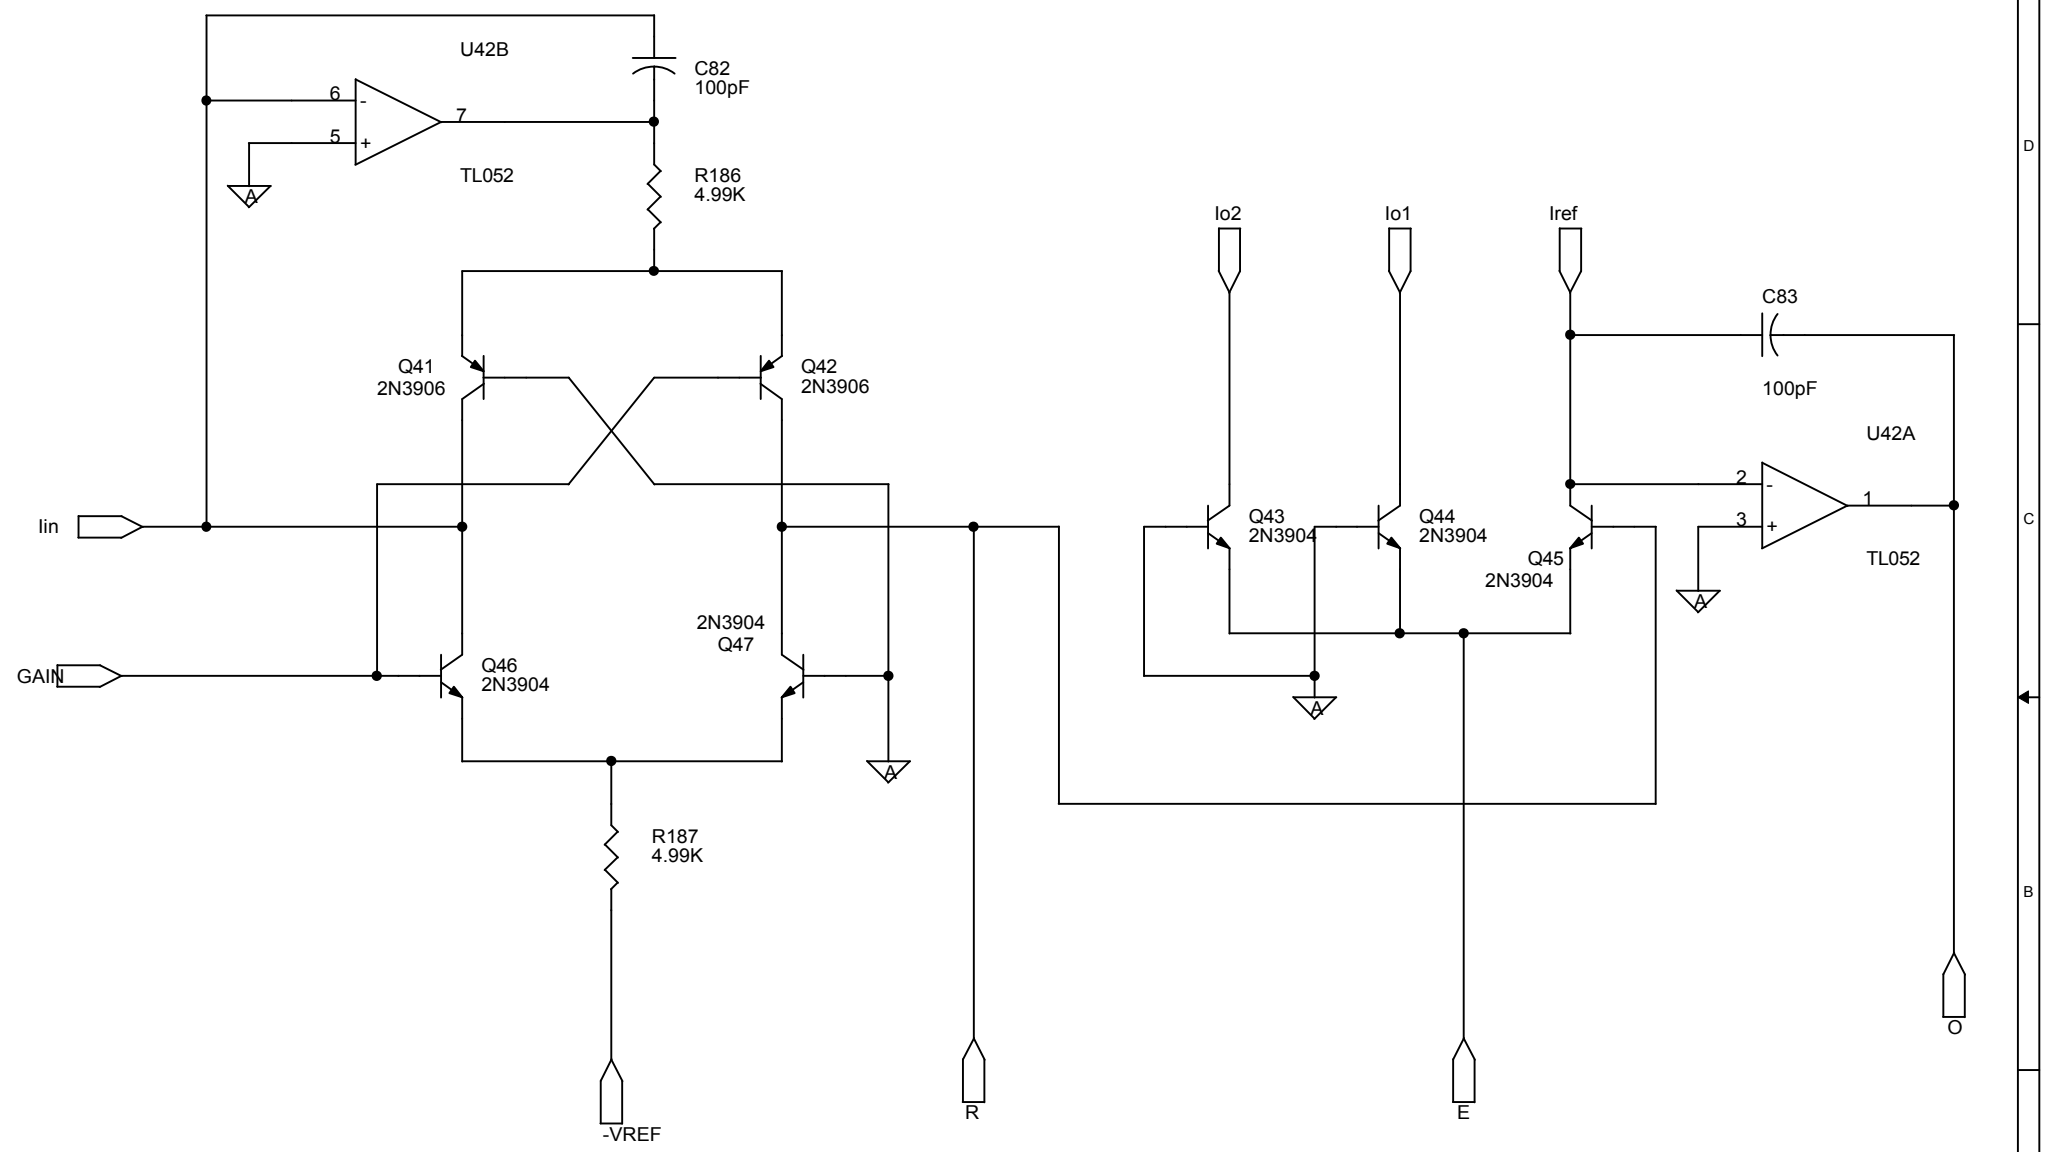 U42B
C82
100pF
6
-
7
5
+
TL052
A
R186
4.99K
D
Io2
Io1
Iref
C83
100pF
Q41
2N3906
Q42
2N3906
U42A
2
-
1
3
+
TL052
A
C
Iin
Q43
2N3904
Q44
2N3904
Q45
2N3904
2N3904
Q47
GAIN
Q46
2N3904
A
A
R187
4.99K
B
O
R
E
-VREF